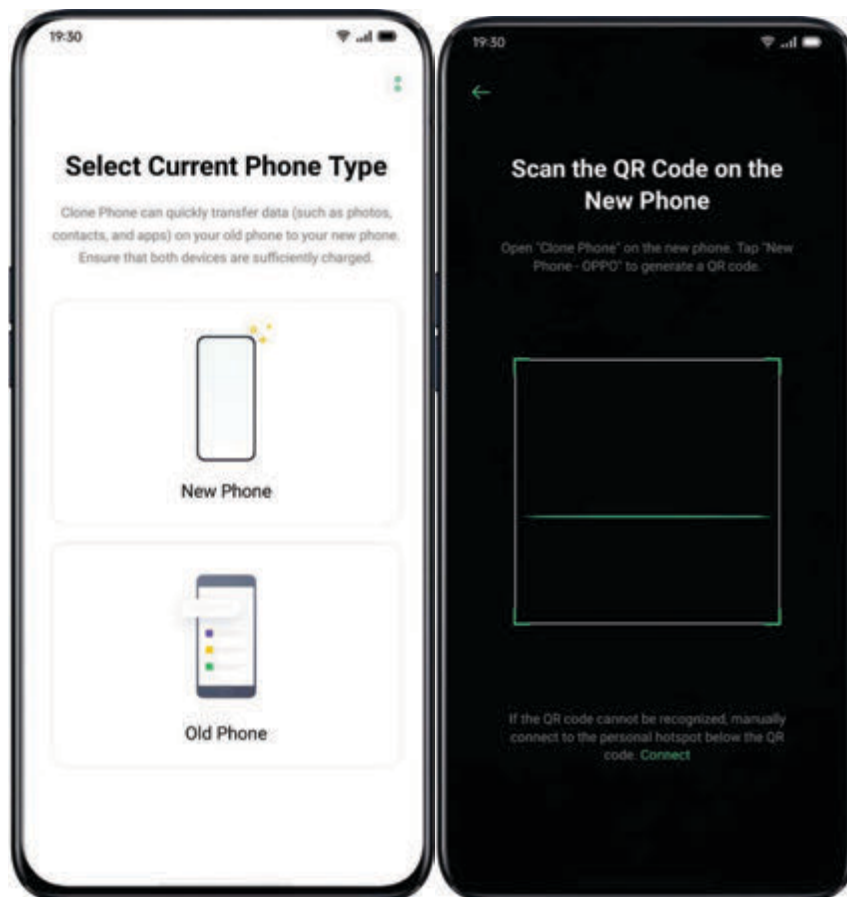 19:30
Select Current Phone Type
Clone Phone can quickly transfer data (such as photos,
contacts, and apps) on your old phone to your new phone.
Ensure that both devices are sufficiently charged.
New Phone
Old Phone
19:30
Scan the QR Code on the
New Phone
Open "Clone Phone" on the new phone. Tap "New
Phone - OPPO" to generate a QR code.
If the QR code cannot be recognized, manually
connect to the personal hotspot below the QR
code. Connect